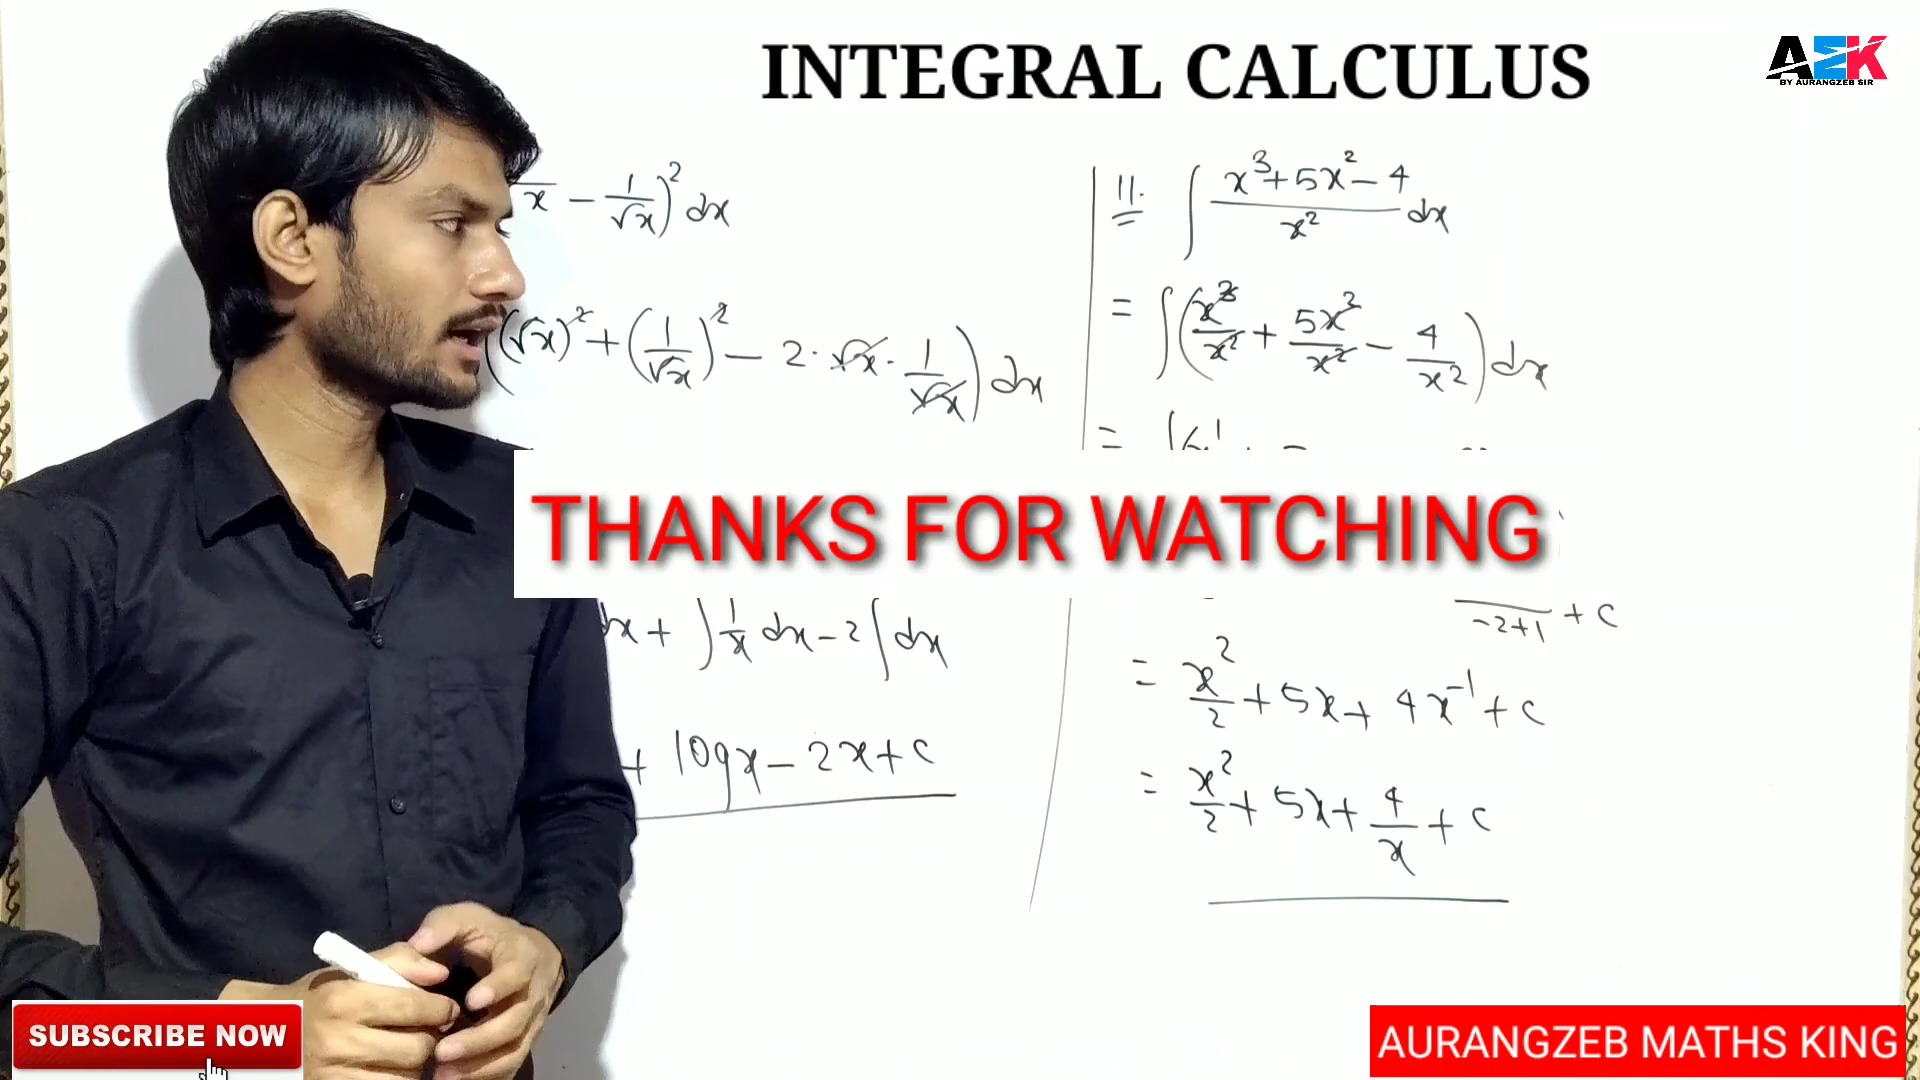 INTEGRAL CALCULUS
AEK
BY AURANGZEB SIR
x - 1/√x)² dx
((√x)² + (1/√x)² - 2 · √x · 1/√x) dx
dx + ∫ 1/x dx - 2 ∫ dx
+ log x - 2x + c
11. ∫ x³+5x²-4 / x² dx
= ∫ (x³/x² + 5x²/x² - 4/x²) dx
=
THANKS FOR WATCHING
-2+1 + c
= x²/2 + 5x + 4x⁻¹ + c
= x²/2 + 5x + 4/x + c
SUBSCRIBE NOW
AURANGZEB MATHS KING